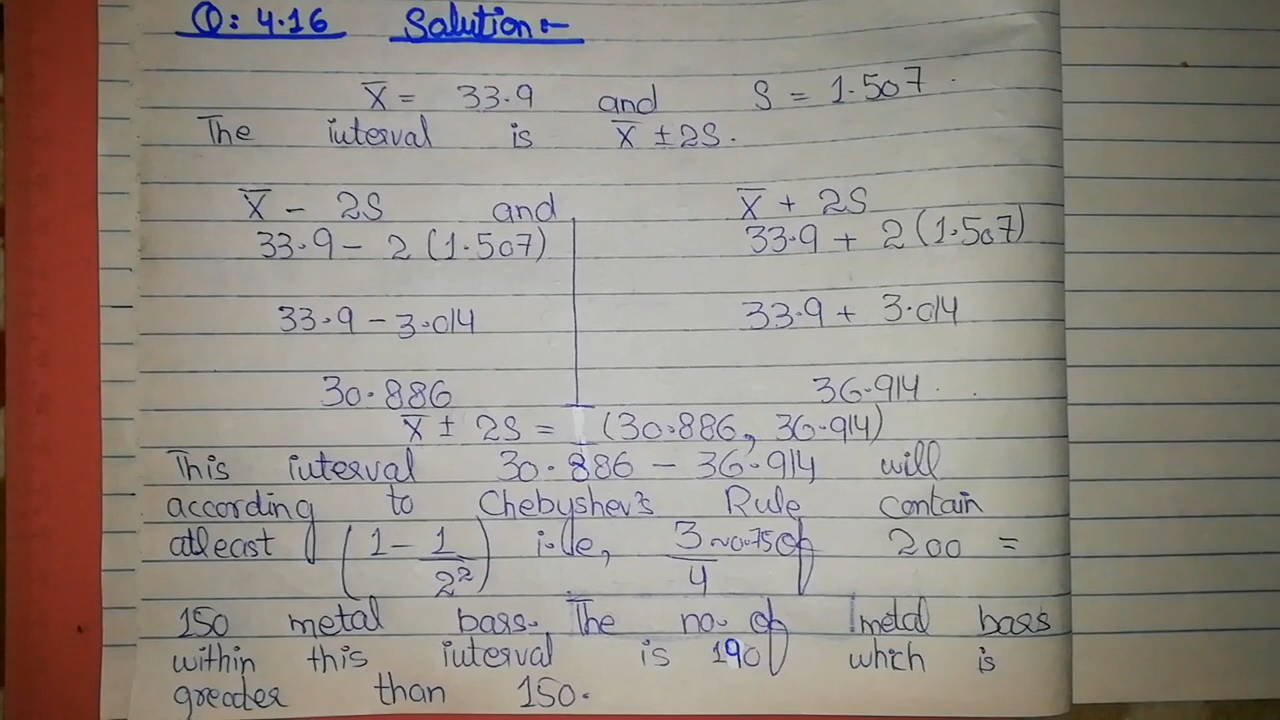 Q: 4.16 Solution:-
X̄ = 33.9 and S = 1.507.
The interval is X̄ ± 2S.
X̄ - 2S and X̄ + 2S
33.9 - 2 (1.507) 33.9 + 2 (1.507)
33.9 - 3.014 33.9 + 3.014
30.886 36.914.
X̄ ± 2S = (30.886, 36.914)
This interval 30.886 - 36.914 will
according to Chebyshev's Rule contain
atleast (1 - 1/2²) i.e, 3/4 ~0.75 of 200 =
150 metal bars. The no. of metal bars
within this interval is 190 which is
greater than 150.